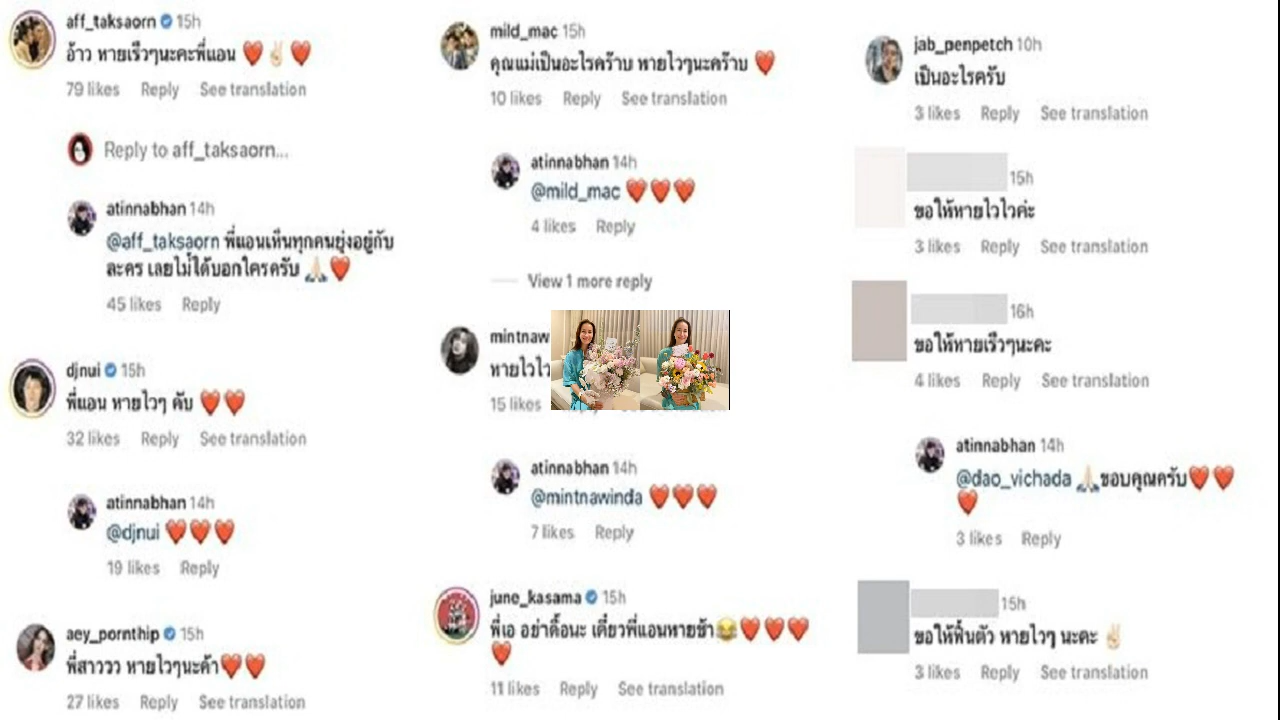 aff_taksaorn 15h
อ้าว หายเร็วๆนะคะพี่แอน ❤️✌🏻❤️
79 likes Reply See translation
Reply to aff_taksaorn...
atinnabhan 14h
@aff_taksaorn พี่แอนเห็นทุกคนยุ่งอยู่กับ
ละคร เลยไม่ได้บอกใครครับ 🙏🏻❤️
45 likes Reply
djnui 15h
พี่แอน หายไวๆ คับ ❤️❤️
32 likes Reply See translation
atinnabhan 14h
@djnui ❤️❤️❤️
19 likes Reply
aey_pornthip 15h
พี่สาววว หายไวๆนะค้า❤️❤️
27 likes Reply See translation
mild_mac 15h
คุณแม่เป็นอะไรคร้าบ หายไวๆนะคร้าบ ❤️
10 likes Reply See translation
atinnabhan 14h
@mild_mac ❤️❤️❤️
4 likes Reply
View 1 more reply
mintnaw
หายไวไว
15 likes
atinnabhan 14h
@mintnawinda ❤️❤️❤️
7 likes Reply
june_kasama 15h
พี่เอ อย่าดื้อนะ เดี๋ยวพี่แอนหายช้า😂❤️❤️❤️
❤️
11 likes Reply See translation
jab_penpetch 10h
เป็นอะไรครับ
3 likes Reply See translation
15h
ขอให้หายไวไวค่ะ
3 likes Reply See translation
16h
ขอให้หายเร็วๆนะคะ
4 likes Reply See translation
atinnabhan 14h
@dao_vichada 🙏🏻ขอบคุณครับ❤️❤️
❤️
3 likes Reply
15h
ขอให้ฟื้นตัว หายไวๆ นะคะ ✌🏻
3 likes Reply See translation